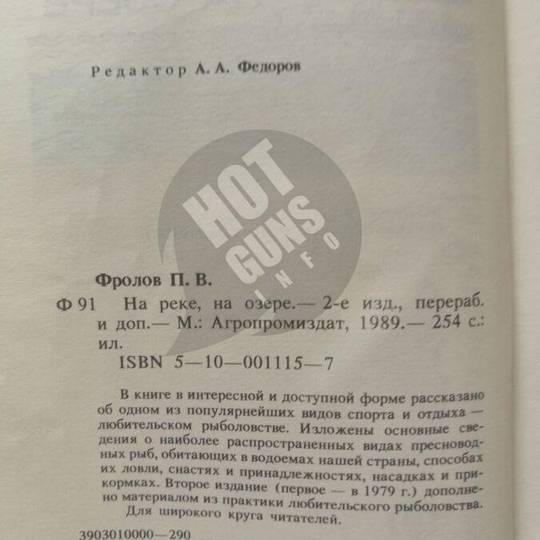 Редактор А. А. Федоров
HOT
GUNS
INFO
Фролов П. В.
Ф 91 На реке, на озере.— 2-е изд., перераб.
и доп.— М.: Агропромиздат, 1989.— 254 с.:
ил.
ISBN 5—10—001115—7
В книге в интересной и доступной форме рассказано
об одном из популярнейших видов спорта и отдыха —
любительском рыболовстве. Изложены основные све-
дения о наиболее распространенных видах пресновод-
ных рыб, обитающих в водоемах нашей страны, способах
их ловли, снастях и принадлежностях, насадках и при-
кормках. Второе издание (первое — в 1979 г.) дополне-
но материалом из практики любительского рыболовства.
Для широкого круга читателей.
3903010000—290